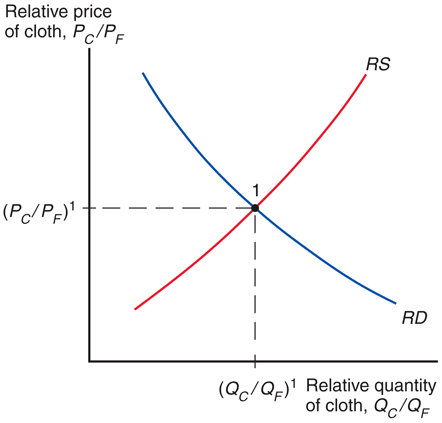 Relative price
of cloth, P_C/P_F
RS
1
(P_C/P_F)^1
RD
(Q_C/Q_F)^1
Relative quantity
of cloth, Q_C/Q_F